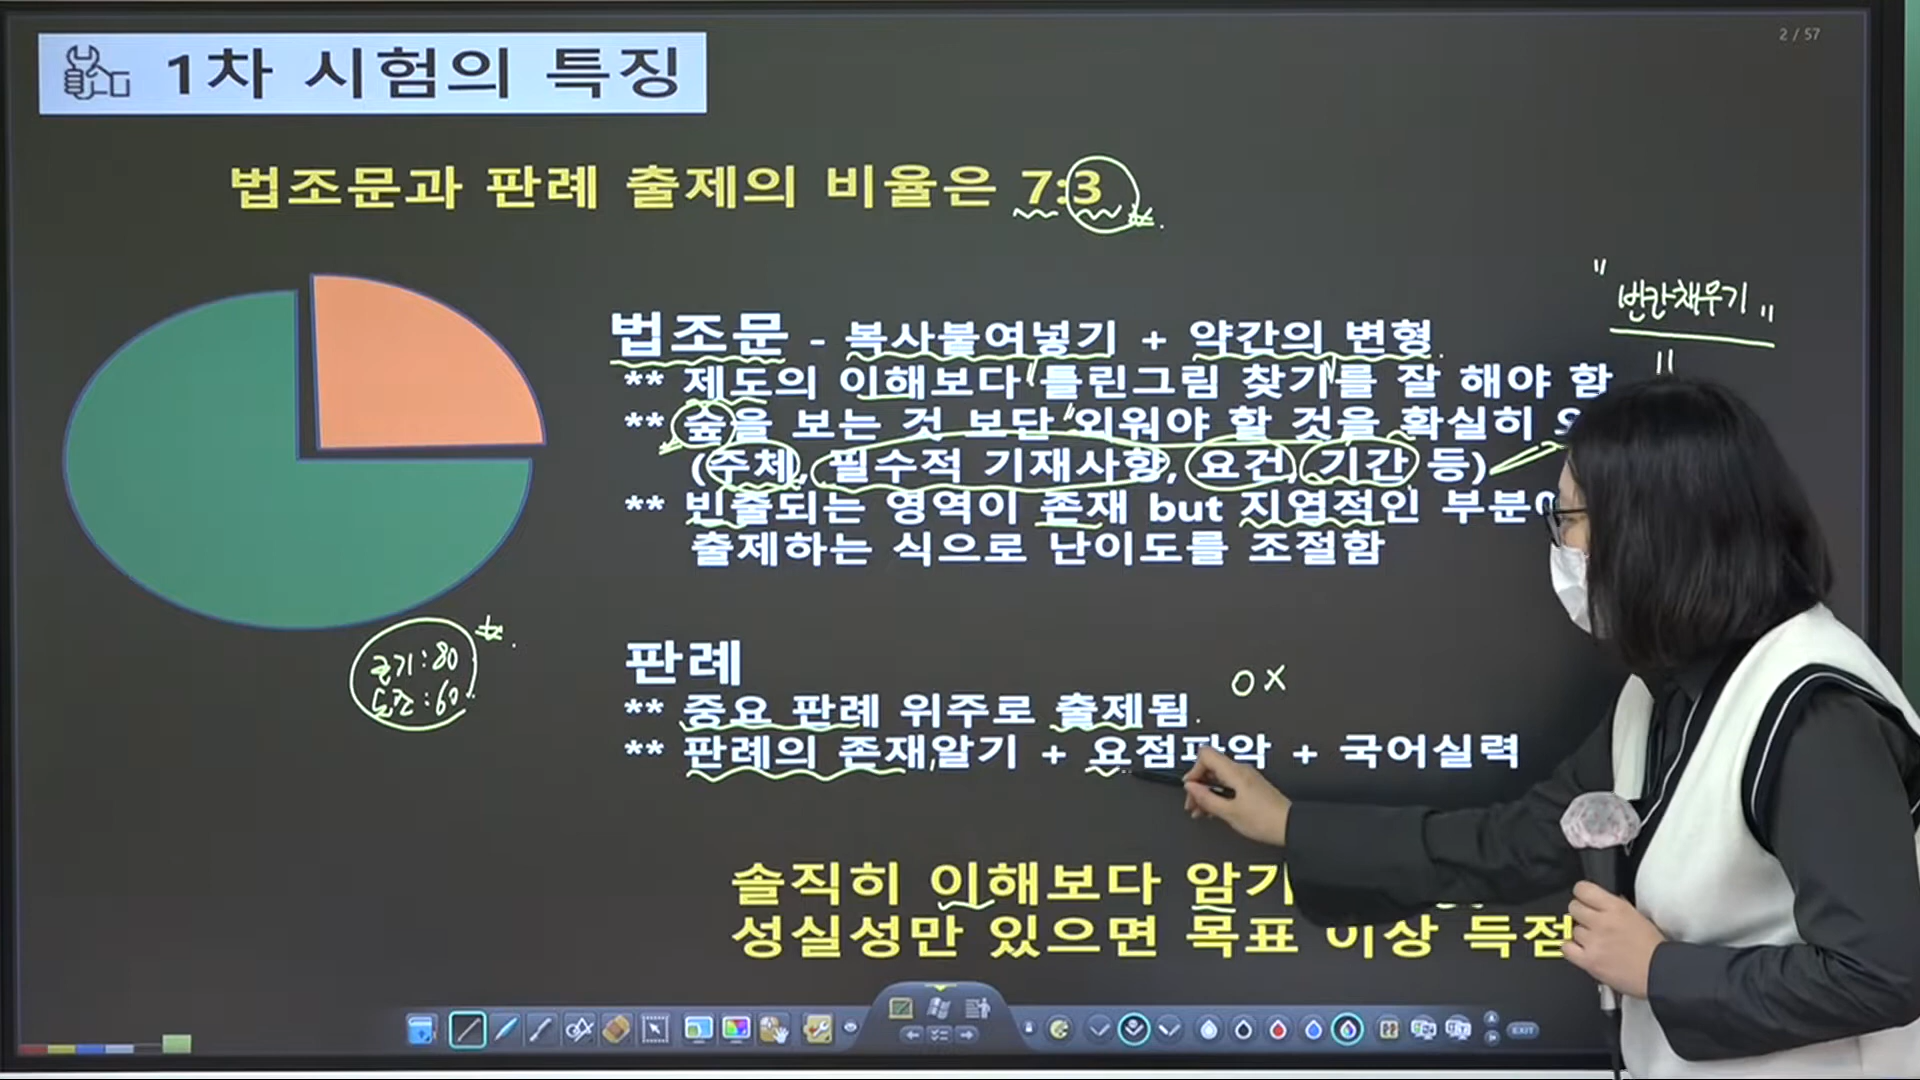 2 / 57
1차 시험의 특징
법조문과 판례 출제의 비율은 7:3
"빈칸채우기"
법조문 - 복사붙여넣기 + 약간의 변형
** 제도의 이해보다 "틀린그림 찾기"를 잘 해야 함
** 숲을 보는 것 보단 "외워야 할 것을 확실히
(주체, 필수적 기재사항, 요건, 기간 등)
** 빈출되는 영역이 존재 but 지엽적인
출제하는 식으로 난이도를 조절함
근기:80
노조:60
판례
O X
** 중요 판례 위주로 출제됨
** 판례의 존재알기 + 요점파악 + 국어실력
솔직히 이해보다
성실성만 있으면 목표 이상
EXIT